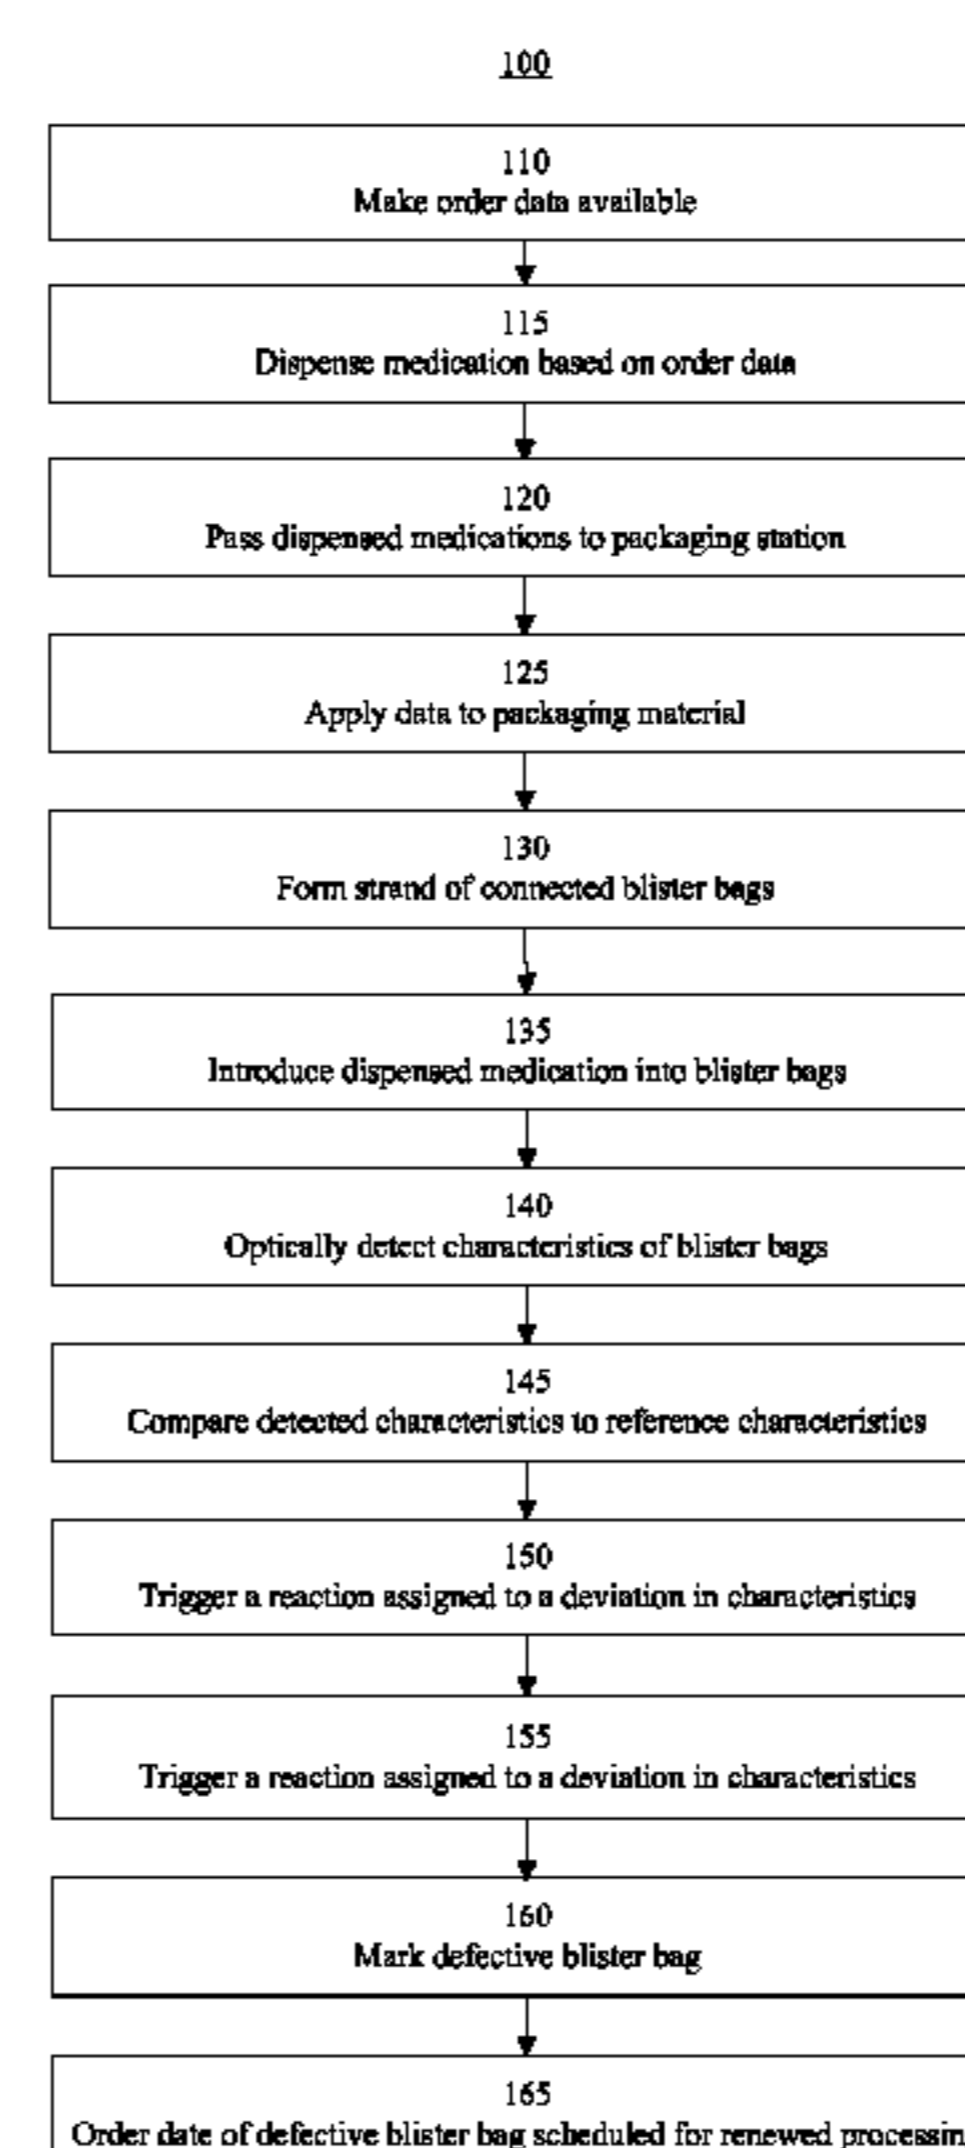 100
110
Make order data available
115
Dispense medication based on order data
120
Pass dispensed medications to packaging station
125
Apply data to packaging material
130
Form strand of connected blister bags
135
Introduce dispensed medication into blister bags
140
Optically detect characteristics of blister bags
145
Compare detected characteristics to reference characteristics
150
Trigger a reaction assigned to a deviation in characteristics
155
Trigger a reaction assigned to a deviation in characteristics
160
Mark defective blister bag
165
Order date of defective blister bag scheduled for renewed processin